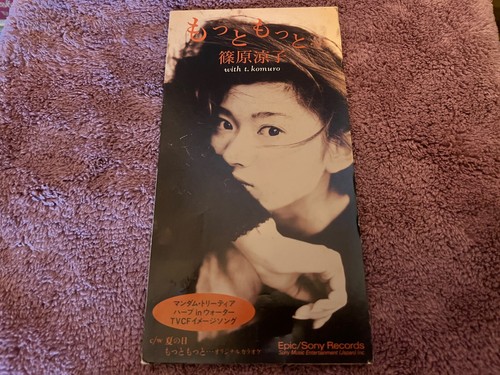 もっともっと…
篠原涼子
with t. komuro
マンダム・トリーティア
ハーブ in ウォーター
TVCFイメージソング
c/w 夏の日
もっともっと…オリジナルカラオケ
Epic/Sony Records
Sony Music Entertainment (Japan) Inc.